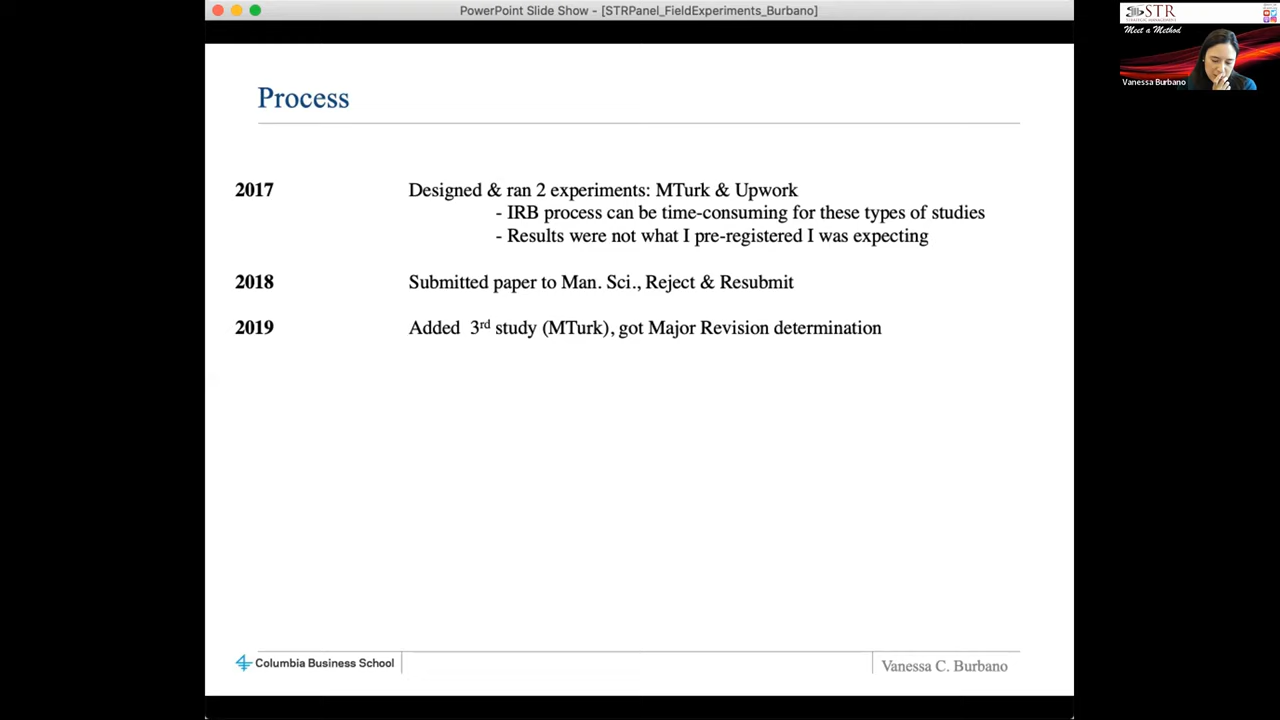 PowerPoint Slide Show - [STRPanel_FieldExperiments_Burbano]
STR
Meet a Method
Vanessa Burbano
Process
2017 Designed & ran 2 experiments: MTurk & Upwork
- IRB process can be time-consuming for these types of studies
- Results were not what I pre-registered I was expecting
2018 Submitted paper to Man. Sci., Reject & Resubmit
2019 Added 3rd study (MTurk), got Major Revision determination
Columbia Business School
Vanessa C. Burbano